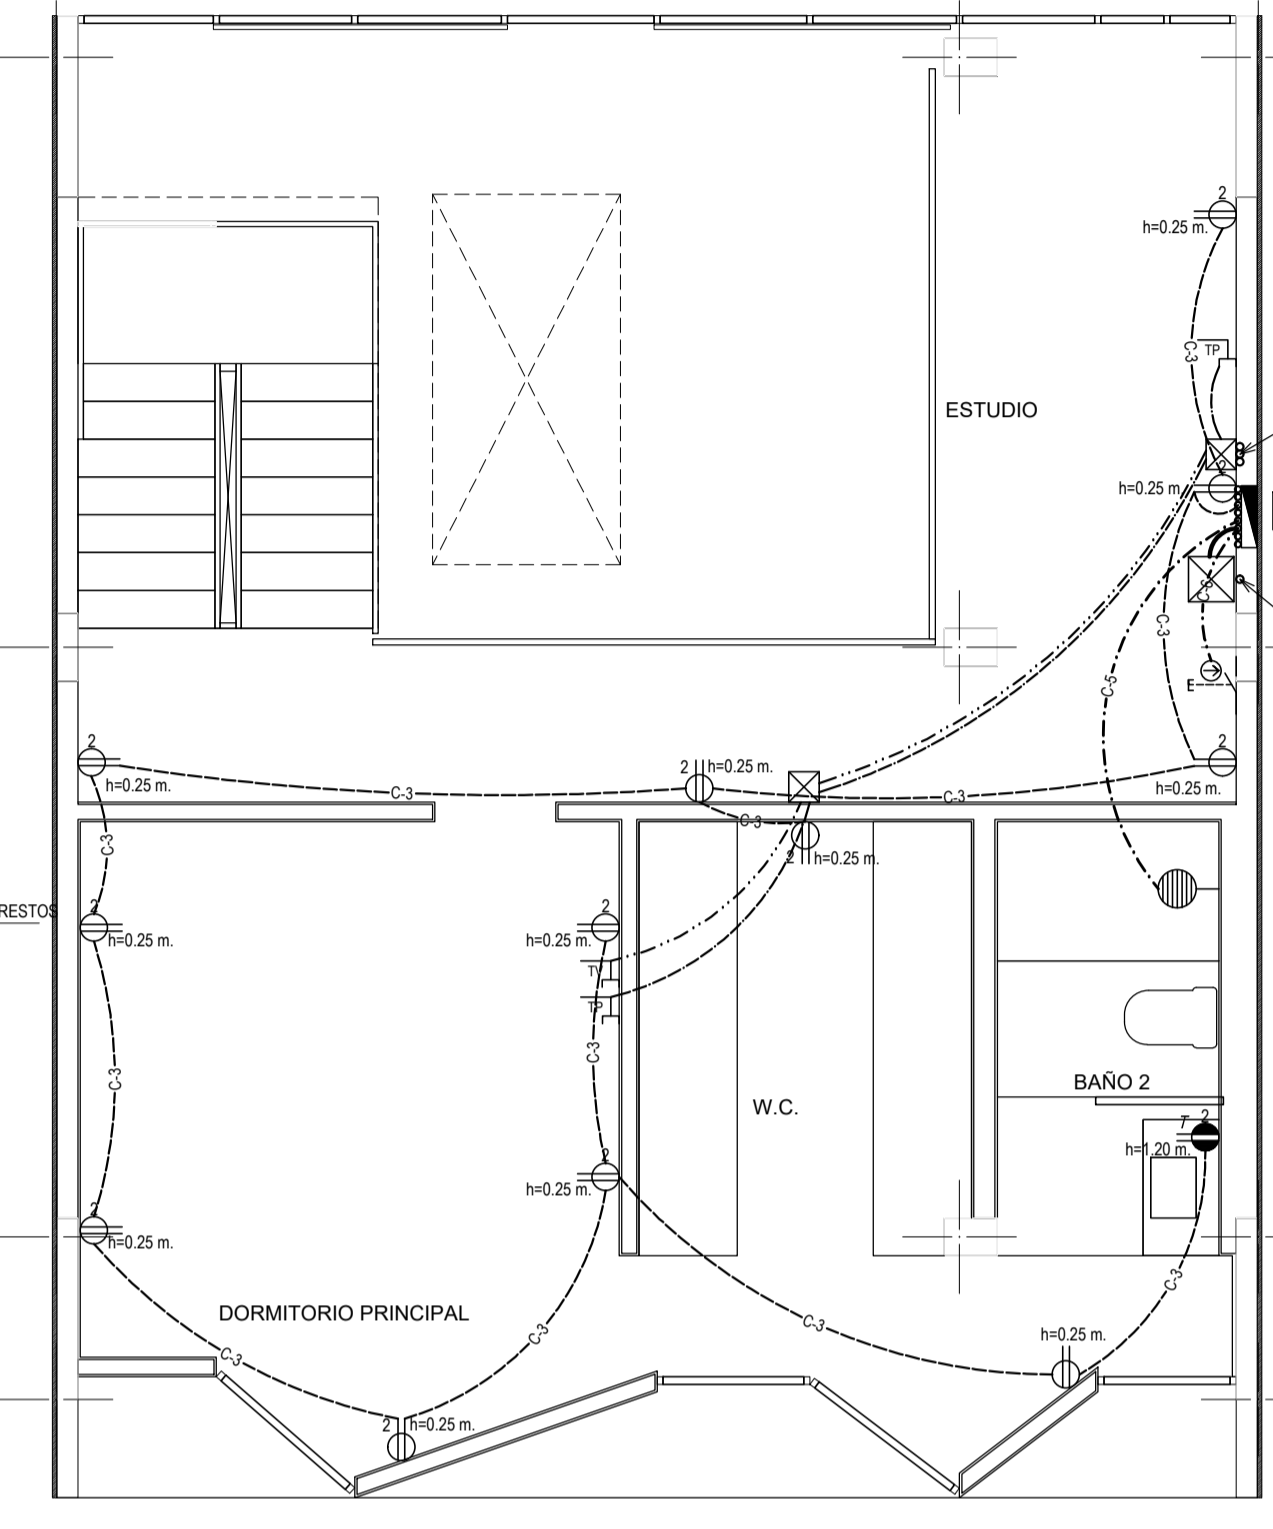 2
h=0.25 m.
C-3
TP
ESTUDIO
2
h=0.25 m.
C-6
C-3
E
C-5
2
h=0.25 m.
2
h=0.25 m.
2
h=0.25 m.
C-3
C-3
C-3
2
h=0.25 m.
C-3
RESTOS
2
h=0.25 m.
2
h=0.25 m.
TV
TP
C-3
C-3
BAÑO 2
W.C.
T
2
h=1.20 m.
2
h=0.25 m.
2
h=0.25 m.
C-3
DORMITORIO PRINCIPAL
C-3
C-3
C-3
h=0.25 m.
2
h=0.25 m.